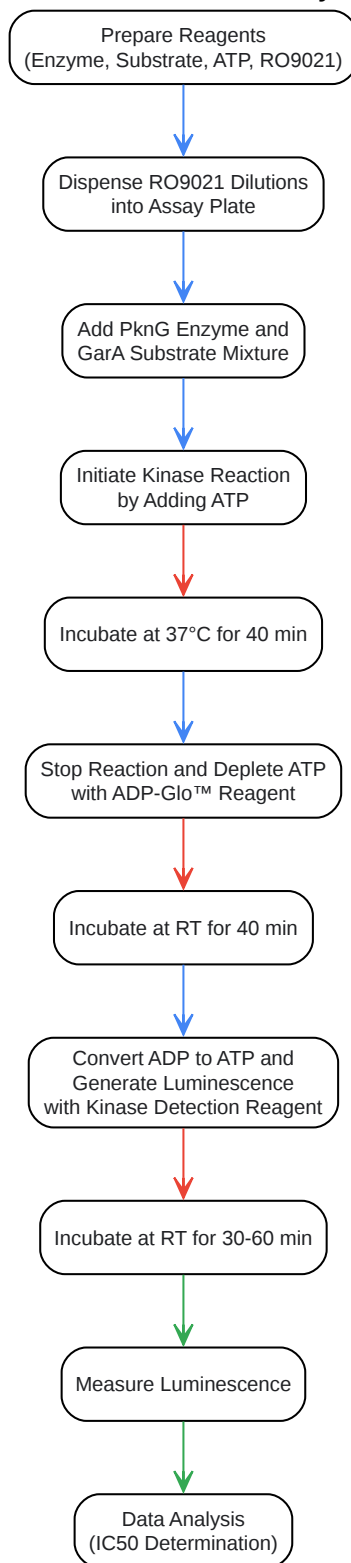 Prepare Reagents
(Enzyme, Substrate, ATP, RO9021)
Dispense RO9021 Dilutions
into Assay Plate
Add PknG Enzyme and
GarA Substrate Mixture
Initiate Kinase Reaction
by Adding ATP
Incubate at 37°C for 40 min
Stop Reaction and Deplete ATP
with ADP-Glo™ Reagent
Incubate at RT for 40 min
Convert ADP to ATP and
Generate Luminescence
with Kinase Detection Reagent
Incubate at RT for 30-60 min
Measure Luminescence
Data Analysis
(IC50 Determination)